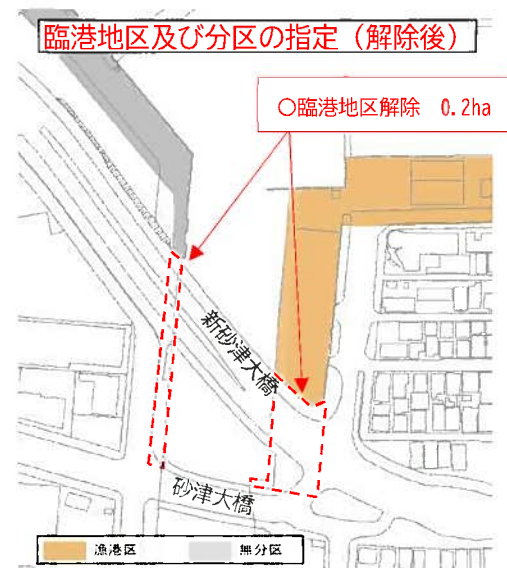 臨港地区及び分区の指定（解除後）
○臨港地区解除 0.2ha
新砂津大橋
砂津大橋
漁港区
無分区